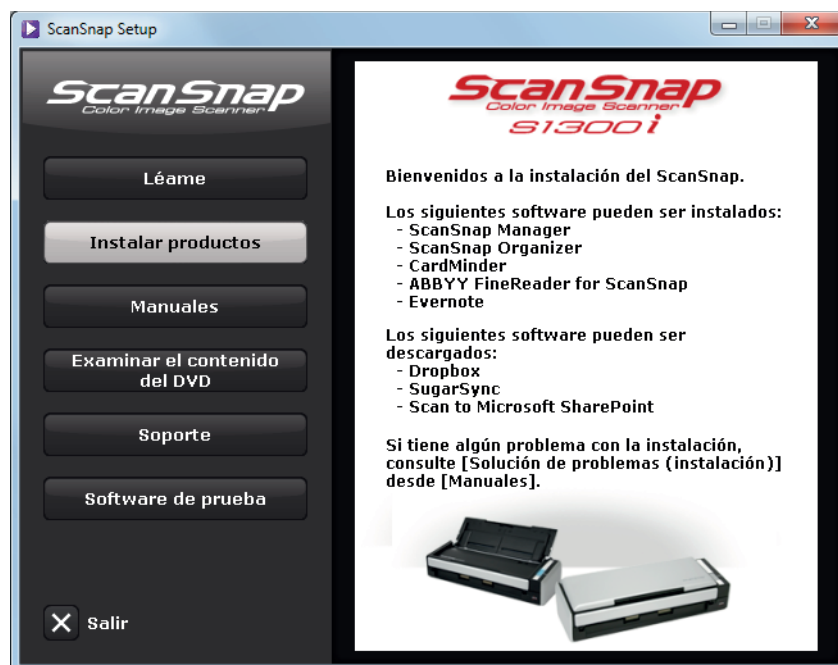 ScanSnap Setup
ScanSnap
Color Image Scanner
Léame
Instalar productos
Manuales
Examinar el contenido
del DVD
Soporte
Software de prueba
Salir
ScanSnap
Color Image Scanner
S1300i
Bienvenidos a la instalación del ScanSnap.
Los siguientes software pueden ser instalados:
- ScanSnap Manager
- ScanSnap Organizer
- CardMinder
- ABBYY FineReader for ScanSnap
- Evernote
Los siguientes software pueden ser
descargados:
- Dropbox
- SugarSync
- Scan to Microsoft SharePoint
Si tiene algún problema con la instalación,
consulte [Solución de problemas (instalación)]
desde [Manuales].